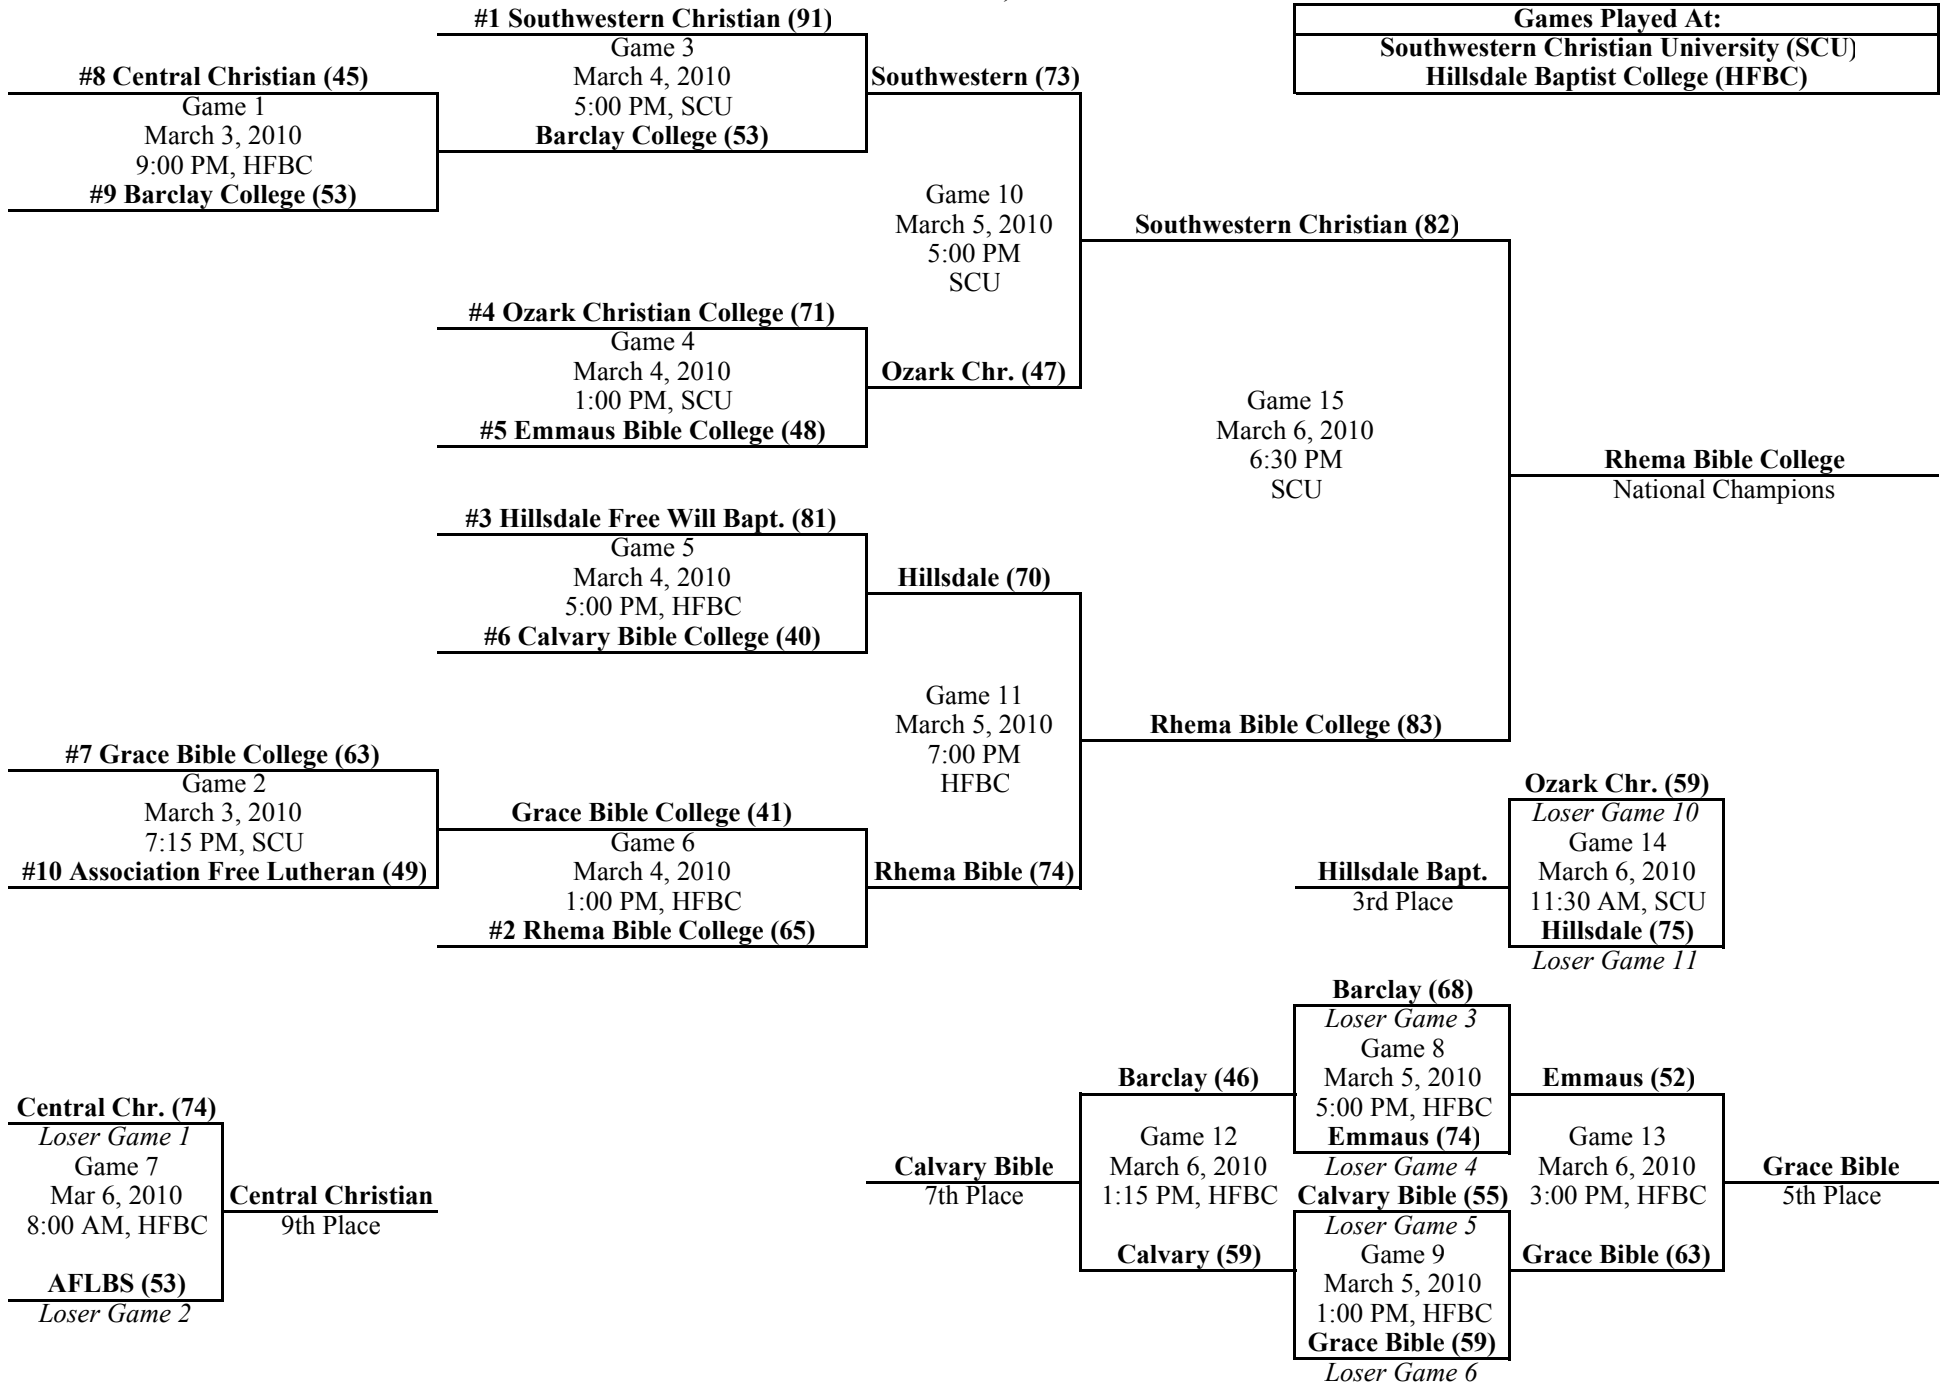 #1 Southwestern Christian (91)
Game 3
March 4, 2010
5:00 PM, SCU
Barclay College (53)
Games Played At:
Southwestern Christian University (SCU)
Hillsdale Baptist College (HFBC)
#8 Central Christian (45)
Game 1
March 3, 2010
9:00 PM, HFBC
#9 Barclay College (53)
Southwestern (73)
Game 10
March 5, 2010
5:00 PM
SCU
Southwestern Christian (82)
#4 Ozark Christian College (71)
Game 4
March 4, 2010
1:00 PM, SCU
#5 Emmaus Bible College (48)
Ozark Chr. (47)
Game 15
March 6, 2010
6:30 PM
SCU
Rhema Bible College
National Champions
#3 Hillsdale Free Will Bapt. (81)
Game 5
March 4, 2010
5:00 PM, HFBC
#6 Calvary Bible College (40)
Hillsdale (70)
Game 11
March 5, 2010
7:00 PM
HFBC
Rhema Bible College (83)
#7 Grace Bible College (63)
Game 2
March 3, 2010
7:15 PM, SCU
#10 Association Free Lutheran (49)
Grace Bible College (41)
Game 6
March 4, 2010
1:00 PM, HFBC
#2 Rhema Bible College (65)
Rhema Bible (74)
Ozark Chr. (59)
Loser Game 10
Game 14
March 6, 2010
11:30 AM, SCU
Hillsdale (75)
Loser Game 11
Hillsdale Bapt.
3rd Place
Barclay (68)
Loser Game 3
Game 8
March 5, 2010
5:00 PM, HFBC
Emmaus (74)
Loser Game 4
Calvary Bible (55)
Loser Game 5
Game 9
March 5, 2010
1:00 PM, HFBC
Grace Bible (59)
Loser Game 6
Barclay (46)
Game 12
March 6, 2010
1:15 PM, HFBC
Calvary (59)
Calvary Bible
7th Place
Emmaus (52)
Game 13
March 6, 2010
3:00 PM, HFBC
Grace Bible (63)
Grace Bible
5th Place
Central Chr. (74)
Loser Game 1
Game 7
Mar 6, 2010
8:00 AM, HFBC
AFLBS (53)
Loser Game 2
Central Christian
9th Place